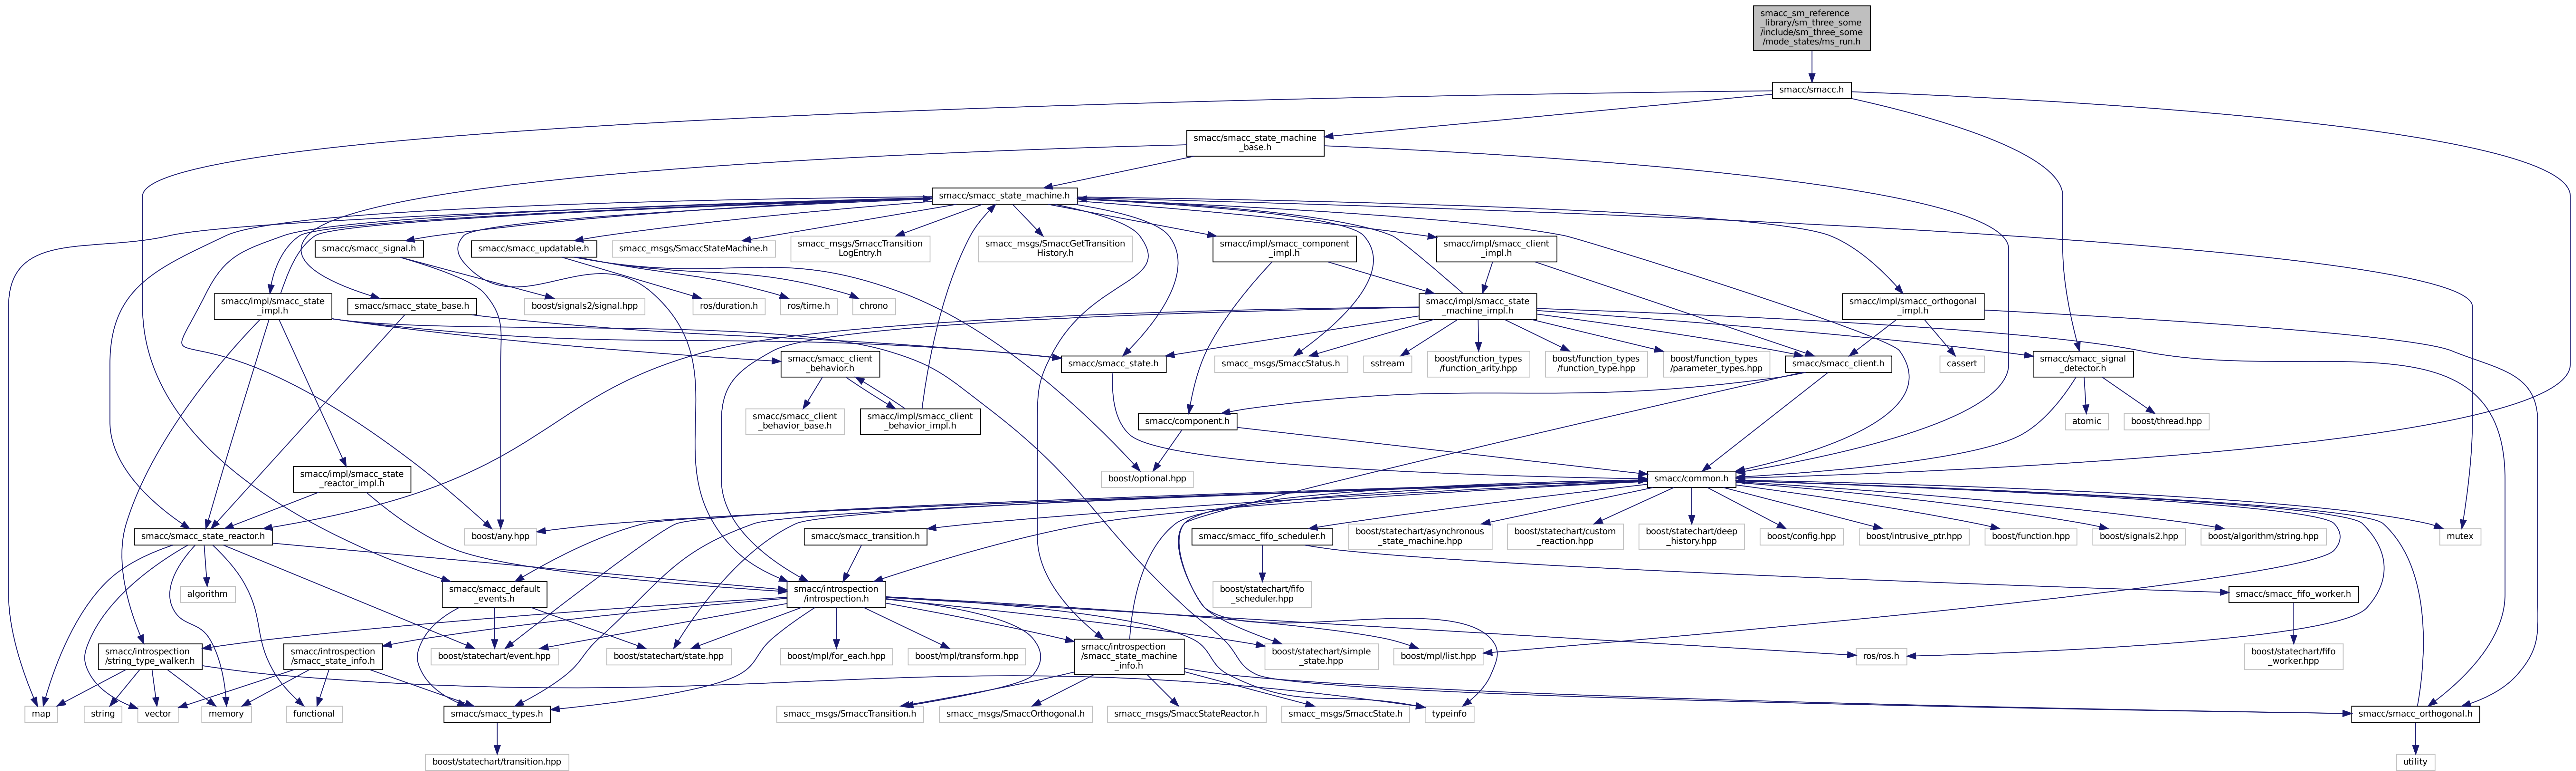 smacc_sm_reference
_library/sm_three_some
/include/sm_three_some
/mode_states/ms_run.h
smacc/smacc.h
smacc/smacc_state_machine
_base.h
smacc/smacc_state_machine.h
smacc/smacc_signal.h
smacc/smacc_updatable.h
smacc_msgs/SmaccStateMachine.h
smacc_msgs/SmaccTransition
LogEntry.h
smacc_msgs/SmaccGetTransition
History.h
smacc/impl/smacc_component
_impl.h
smacc/impl/smacc_client
_impl.h
smacc/impl/smacc_state
_impl.h
smacc/smacc_state_base.h
boost/signals2/signal.hpp
ros/duration.h
ros/time.h
chrono
smacc/impl/smacc_state
_machine_impl.h
smacc/impl/smacc_orthogonal
_impl.h
smacc/smacc_client
_behavior.h
smacc/smacc_state.h
smacc_msgs/SmaccStatus.h
sstream
boost/function_types
/function_arity.hpp
boost/function_types
/function_type.hpp
boost/function_types
/parameter_types.hpp
smacc/smacc_client.h
cassert
smacc/smacc_signal
_detector.h
smacc/smacc_client
_behavior_base.h
smacc/impl/smacc_client
_behavior_impl.h
smacc/component.h
atomic
boost/thread.hpp
smacc/impl/smacc_state
_reactor_impl.h
boost/optional.hpp
smacc/common.h
smacc/smacc_state_reactor.h
boost/any.hpp
smacc/smacc_transition.h
smacc/smacc_fifo_scheduler.h
boost/statechart/asynchronous
_state_machine.hpp
boost/statechart/custom
_reaction.hpp
boost/statechart/deep
_history.hpp
boost/config.hpp
boost/intrusive_ptr.hpp
boost/function.hpp
boost/signals2.hpp
boost/algorithm/string.hpp
mutex
algorithm
smacc/smacc_default
_events.h
smacc/introspection
/introspection.h
boost/statechart/fifo
_scheduler.hpp
smacc/smacc_fifo_worker.h
smacc/introspection
/string_type_walker.h
smacc/introspection
/smacc_state_info.h
boost/statechart/event.hpp
boost/statechart/state.hpp
boost/mpl/for_each.hpp
boost/mpl/transform.hpp
smacc/introspection
/smacc_state_machine
_info.h
boost/statechart/simple
_state.hpp
boost/mpl/list.hpp
ros/ros.h
boost/statechart/fifo
_worker.hpp
map
string
vector
memory
functional
smacc/smacc_types.h
smacc_msgs/SmaccTransition.h
smacc_msgs/SmaccOrthogonal.h
smacc_msgs/SmaccStateReactor.h
smacc_msgs/SmaccState.h
typeinfo
smacc/smacc_orthogonal.h
boost/statechart/transition.hpp
utility